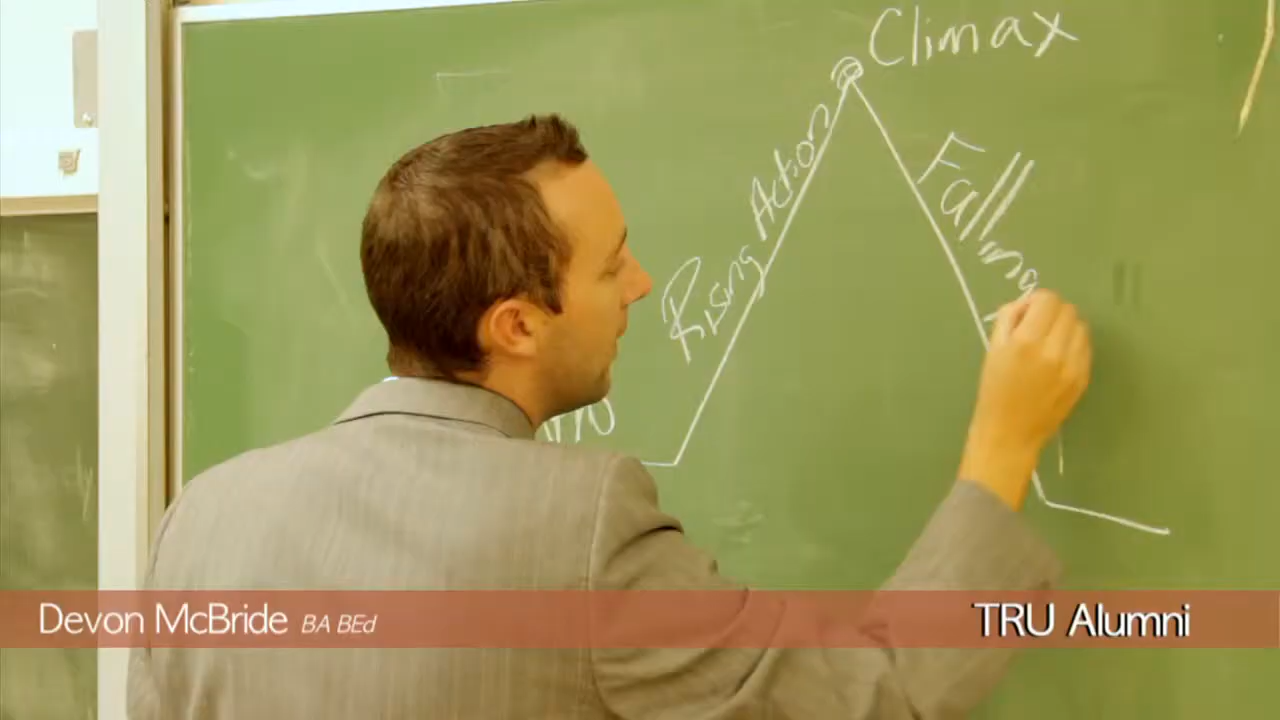 Climax
Rising Action
Falling
Devon McBride BA BEd
TRU Alumni